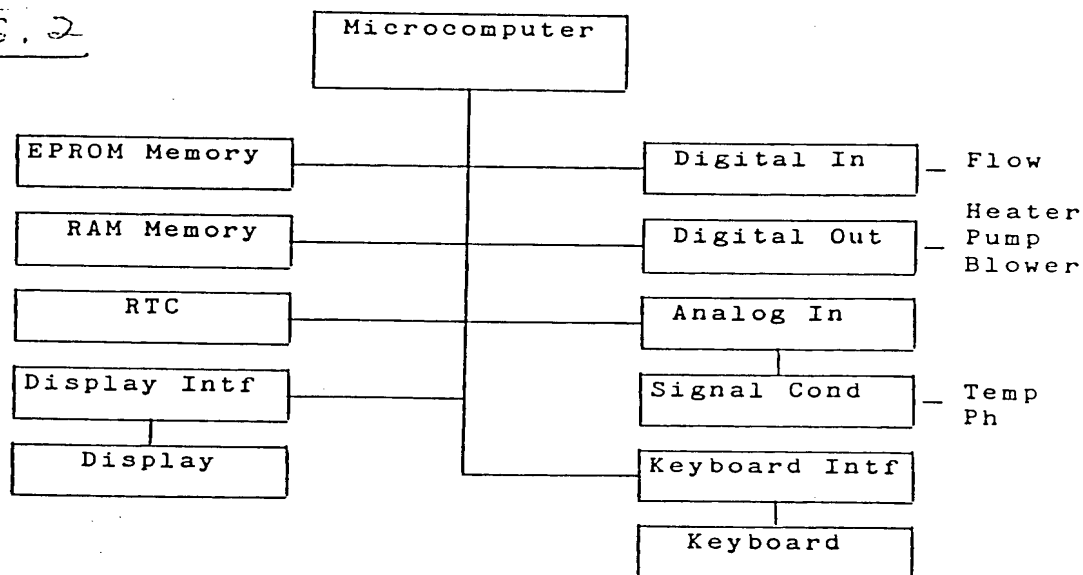 . 2
Microcomputer
EPROM Memory
Digital In
Flow
RAM Memory
Digital Out
Heater
Pump
Blower
RTC
Analog In
Display Intf
Signal Cond
Temp
Ph
Display
Keyboard Intf
Keyboard